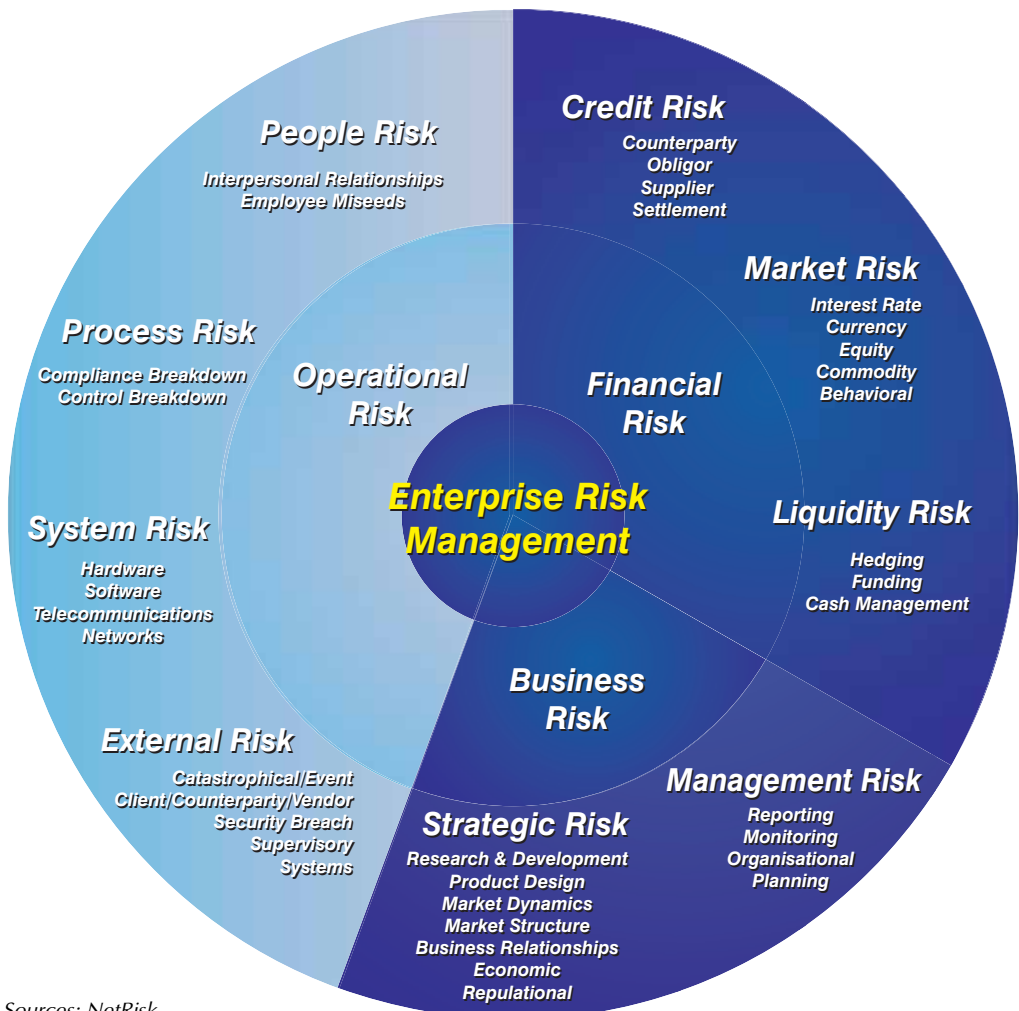 Credit Risk
Counterparty
Obligor
Supplier
Settlement
Market Risk
Interest Rate
Currency
Equity
Commodity
Behavioral
Liquidity Risk
Hedging
Funding
Cash Management
Financial
Risk
People Risk
Interpersonal Relationships
Employee Miseeds
Process Risk
Compliance Breakdown
Control Breakdown
System Risk
Hardware
Software
Telecommunications
Networks
External Risk
Catastrophical/Event
Client/Counterparty/Vendor
Security Breach
Supervisory
Systems
Operational
Risk
Enterprise Risk
Management
Business
Risk
Management Risk
Reporting
Monitoring
Organisational
Planning
Strategic Risk
Research & Development
Product Design
Market Dynamics
Market Structure
Business Relationships
Economic
Repulational
Sources: NetRisk